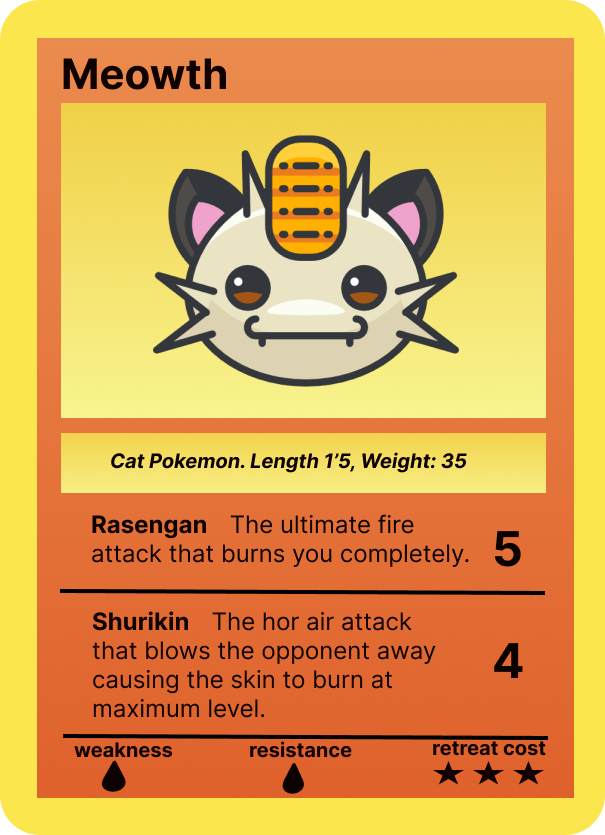 Meowth
Cat Pokemon. Length 1’5, Weight: 35
Rasengan The ultimate fire
attack that burns you completely.
5
Shurikin The hor air attack
that blows the opponent away
causing the skin to burn at
maximum level.
4
weakness
resistance
retreat cost